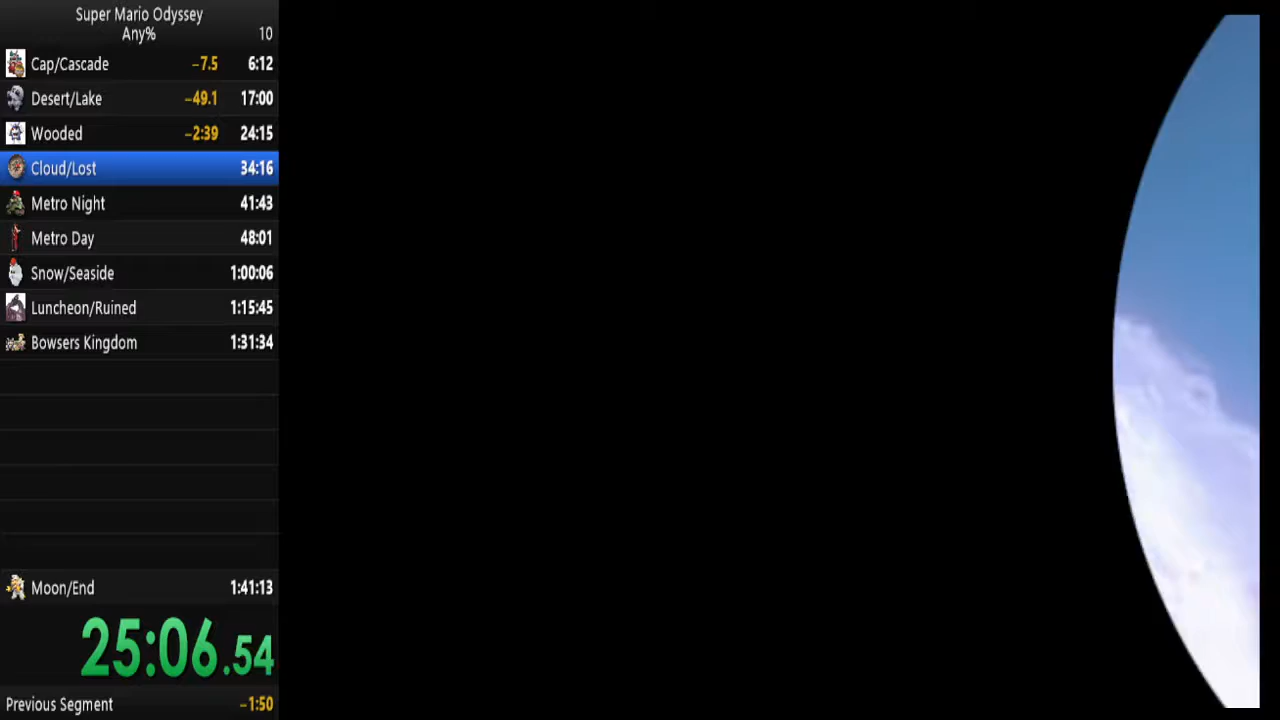 Super Mario Odyssey
Any% 10
Cap/Cascade −7.5 6:12
Desert/Lake −49.1 17:00
Wooded −2:39 24:15
Cloud/Lost 34:16
Metro Night 41:43
Metro Day 48:01
Snow/Seaside 1:00:06
Luncheon/Ruined 1:15:45
Bowsers Kingdom 1:31:34
Moon/End 1:41:13
25:06.54
Previous Segment −1:50